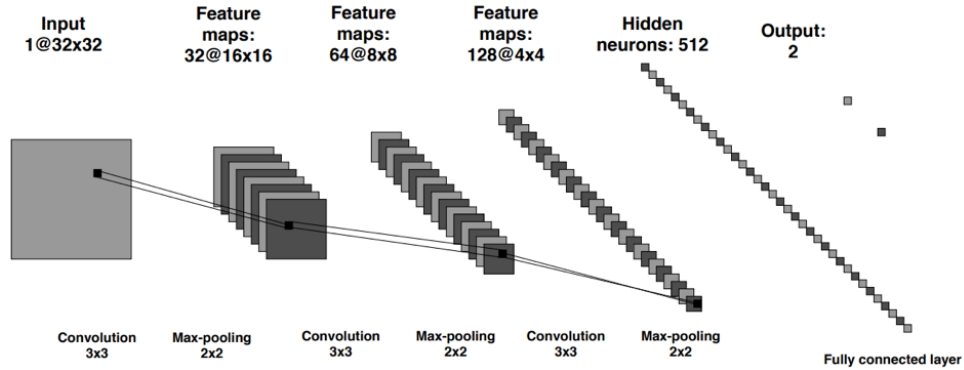 Input
1@32x32
Feature
maps:
32@16x16
Feature
maps:
64@8x8
Feature
maps:
128@4x4
Hidden
neurons: 512
Output:
2
Convolution
3x3
Max-pooling
2x2
Convolution
3x3
Max-pooling
2x2
Convolution
3x3
Max-pooling
2x2
Fully connected layer